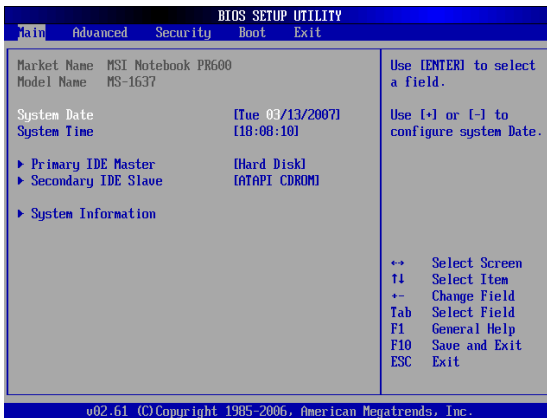 BIOS SETUP UTILITY
Main Advanced Security Boot Exit
Market Name MSI Notebook PR600
Model Name MS-1637
System Date [Tue 03/13/2007]
System Time [18:08:10]
▶ Primary IDE Master [Hard Disk]
▶ Secondary IDE Slave [ATAPI CDROM]
▶ System Information
Use [ENTER] to select
a field.
Use [+] or [-] to
configure system Date.
↔ Select Screen
↑↓ Select Item
+- Change Field
Tab Select Field
F1 General Help
F10 Save and Exit
ESC Exit
v02.61 (C)Copyright 1985-2006, American Megatrends, Inc.